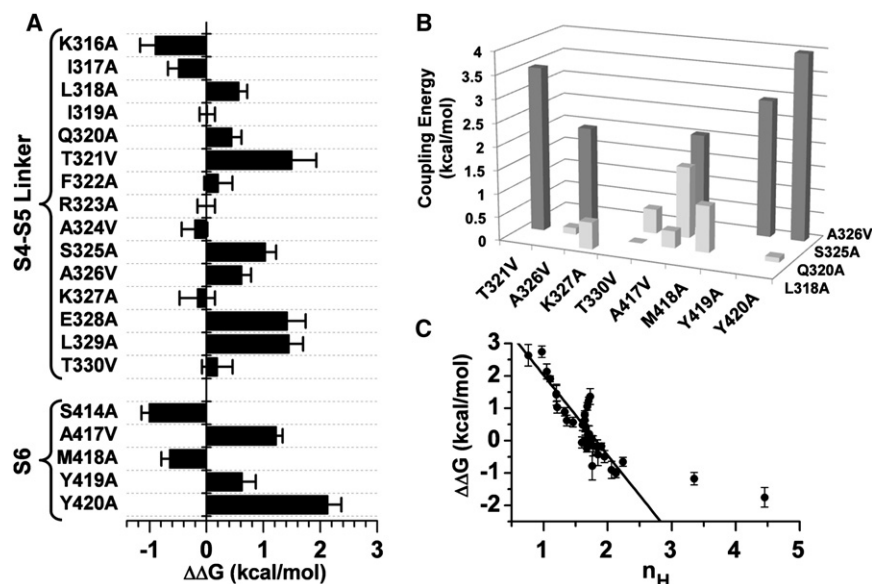 A
S4-S5 Linker
K316A
I317A
L318A
I319A
Q320A
T321V
F322A
R323A
A324V
S325A
A326V
K327A
E328A
L329A
T330V
S6
S414A
A417V
M418A
Y419A
Y420A
-1 0 1 2 3
ΔΔG (kcal/mol)
B
Coupling Energy
(kcal/mol)
4
3.5
3
2.5
2
1.5
1
0.5
0
T321V
A326V
K327A
T330V
A417V
M418A
Y419A
Y420A
A326V
S325A
Q320A
L318A
C
ΔΔG (kcal/mol)
3
2
1
0
-1
-2
1 2 3 4 5
nH